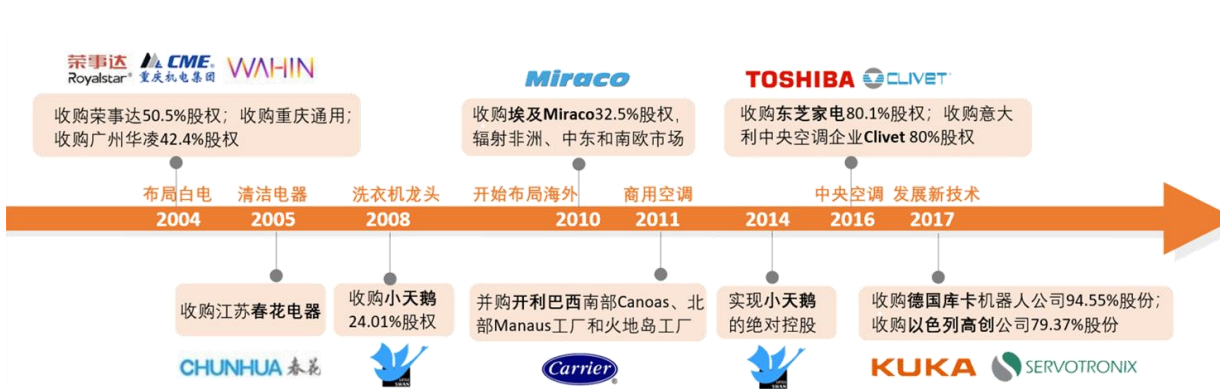 荣事达
Royalstar
CME
重庆机电集团
WAHIN
Miraco
TOSHIBA
CLIVET
收购荣事达50.5%股权；收购重庆通用；
收购广州华凌42.4%股权
收购埃及Miraco32.5%股权，
辐射非洲、中东和南欧市场
收购东芝家电80.1%股权；收购意大
利中央空调企业Clivet 80%股权
布局白电 清洁电器 洗衣机龙头 开始布局海外 商用空调 中央空调 发展新技术
2004 2005 2008 2010 2011 2014 2016 2017
收购江苏春花电器
收购小天鹅
24.01%股权
并购开利巴西南部Canoas、北
部Manaus工厂和火地岛工厂
实现小天鹅
的绝对控股
收购德国库卡机器人公司94.55%股份；
收购以色列高创公司79.37%股份
CHUNHUA 春花
Carrier
KUKA
SERVOTRONIX